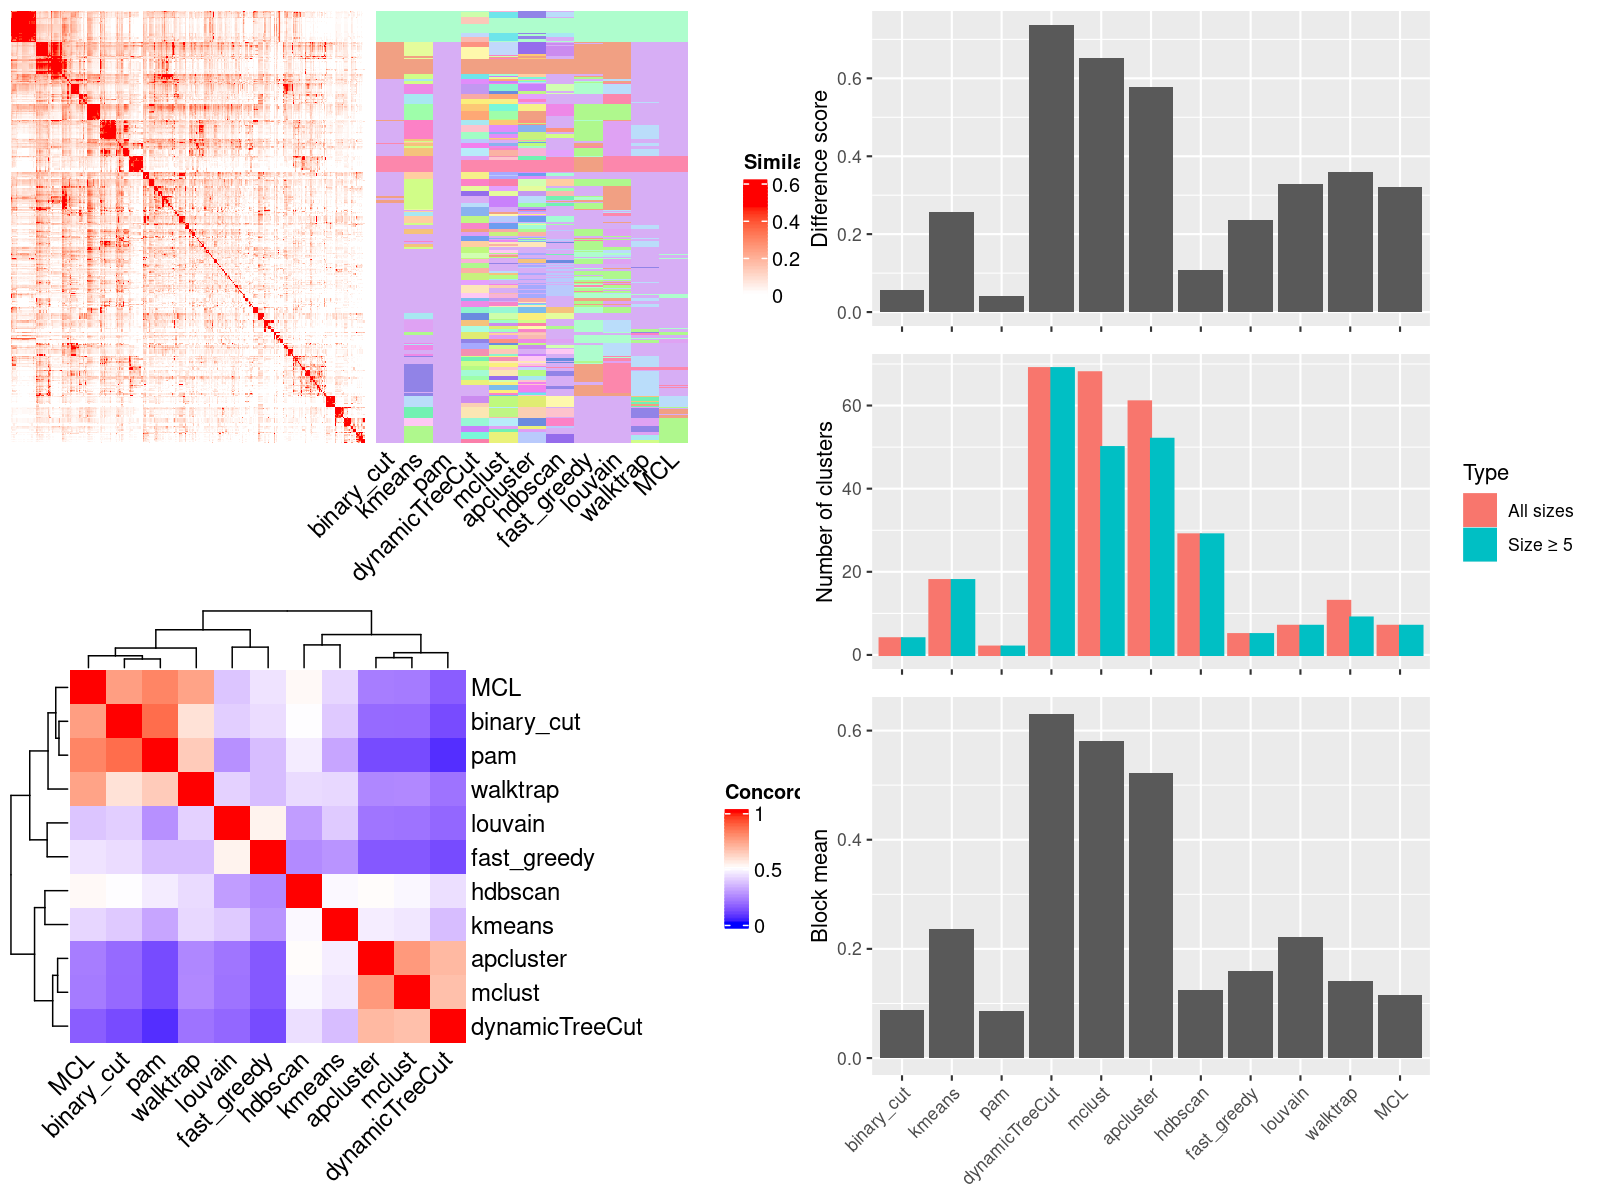 Simila
0.6
0.4
0.2
0
binary_cut
kmeans
pam
dynamicTreeCut
mclust
apcluster
hdbscan
fast_greedy
louvain
walktrap
MCL
MCL
binary_cut
pam
walktrap
louvain
fast_greedy
hdbscan
kmeans
apcluster
mclust
dynamicTreeCut
MCL
binary_cut
pam
walktrap
louvain
fast_greedy
hdbscan
kmeans
apcluster
mclust
dynamicTreeCut
Concord
1
0.5
0
Difference score
0.6
0.4
0.2
0.0
Number of clusters
60
40
20
0
Type
All sizes
Size ≥ 5
Block mean
0.6
0.4
0.2
0.0
binary_cut
kmeans
pam
dynamicTreeCut
mclust
apcluster
hdbscan
fast_greedy
louvain
walktrap
MCL